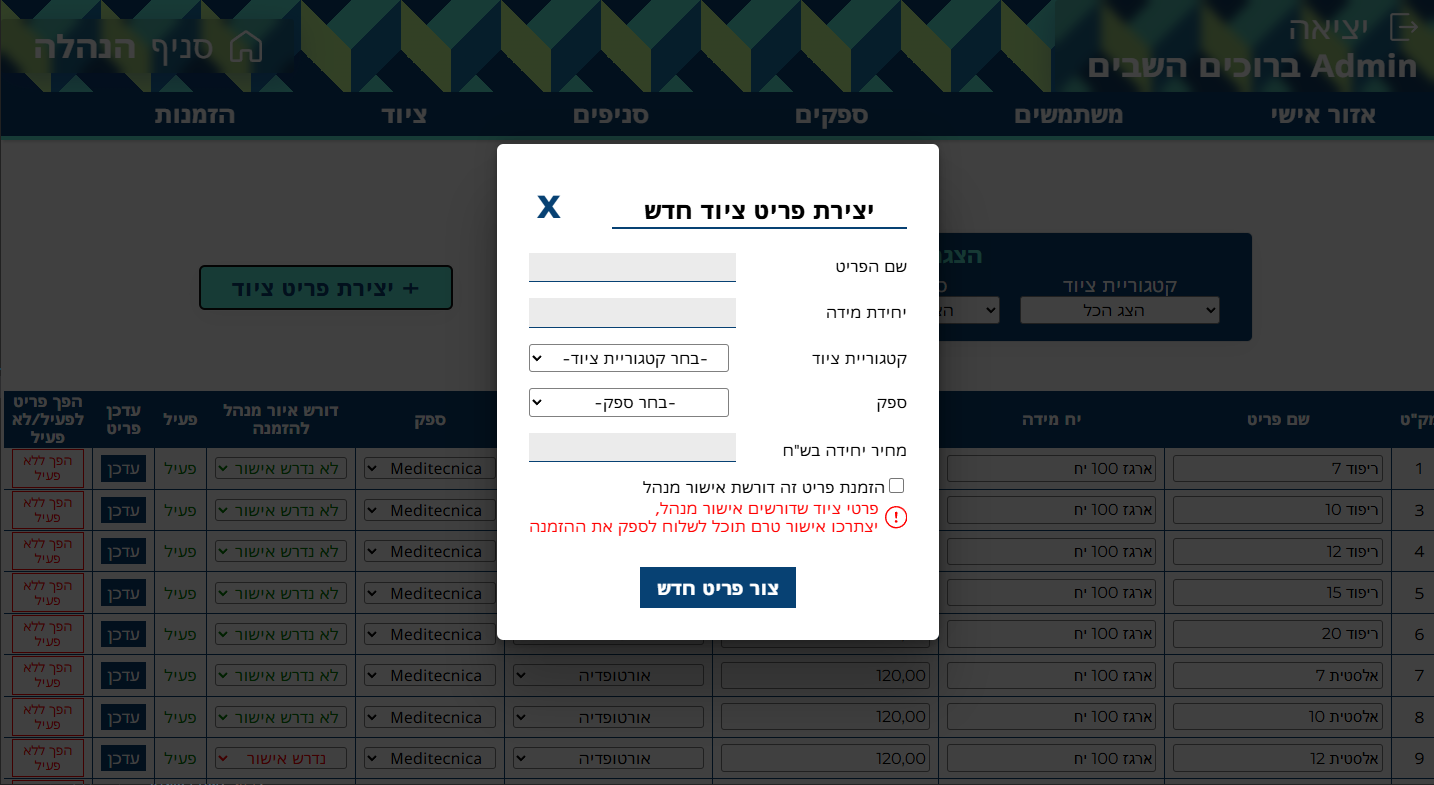 יציאה
ברוכים השבים Admin
סניף הנהלה
אזור אישי
משתמשים
ספקים
סניפים
ציוד
הזמנות
יצירת פריט ציוד חדש
X
שם הפריט
יחידת מידה
קטגוריית ציוד
-בחר קטגוריית ציוד-
ספק
-בחר ספק-
מחיר יחידה בש"ח
הזמנת פריט זה דורשת אישור מנהל
פרטי ציוד שדורשים אישור מנהל,
יצתרכו אישור טרם תוכל לשלוח לספק את ההזמנה
צור פריט חדש
קטגוריית ציוד
הצג הכל
+ יצירת פריט ציוד
שם פריט
יח מידה
ספק
דורש איור מנהל
להזמנה
פעיל
עדכן
פריט
הפך פריט
לפעיל/לא
פעיל
1 ריפוד 7 ארגז 100 יח Meditecnica לא נדרש אישור פעיל עדכן הפך ללא פעיל
3 ריפוד 10 ארגז 100 יח Meditecnica לא נדרש אישור פעיל עדכן הפך ללא פעיל
4 ריפוד 12 ארגז 100 יח Meditecnica לא נדרש אישור פעיל עדכן הפך ללא פעיל
5 ריפוד 15 ארגז 100 יח Meditecnica לא נדרש אישור פעיל עדכן הפך ללא פעיל
6 ריפוד 20 ארגז 100 יח Meditecnica לא נדרש אישור פעיל עדכן הפך ללא פעיל
7 אלסטית 7 ארגז 100 יח 120,00 אורטופדיה Meditecnica לא נדרש אישור פעיל עדכן הפך ללא פעיל
8 אלסטית 10 ארגז 100 יח 120,00 אורטופדיה Meditecnica לא נדרש אישור פעיל עדכן הפך ללא פעיל
9 אלסטית 12 ארגז 100 יח 120,00 אורטופדיה Meditecnica נדרש אישור פעיל עדכן הפך ללא פעיל